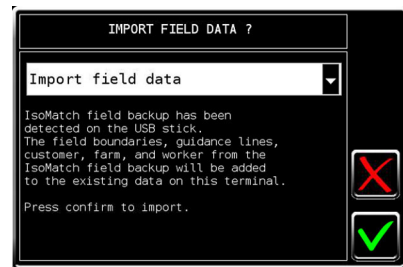 IMPORT FIELD DATA ?
Import field data
IsoMatch field backup has been
detected on the USB stick.
The field boundaries, guidance lines,
customer, farm, and worker from the
IsoMatch field backup will be added
to the existing data on this terminal.
Press confirm to import.